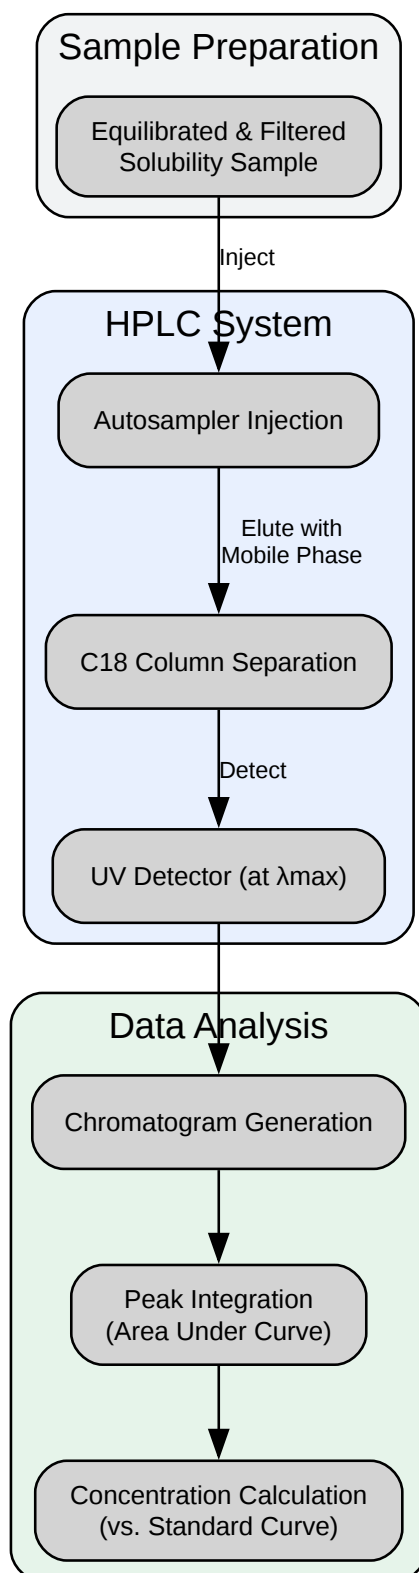 Sample Preparation
Equilibrated & Filtered
Solubility Sample
Inject
HPLC System
Autosampler Injection
Elute with
Mobile Phase
C18 Column Separation
Detect
UV Detector (at λmax)
Data Analysis
Chromatogram Generation
Peak Integration
(Area Under Curve)
Concentration Calculation
(vs. Standard Curve)